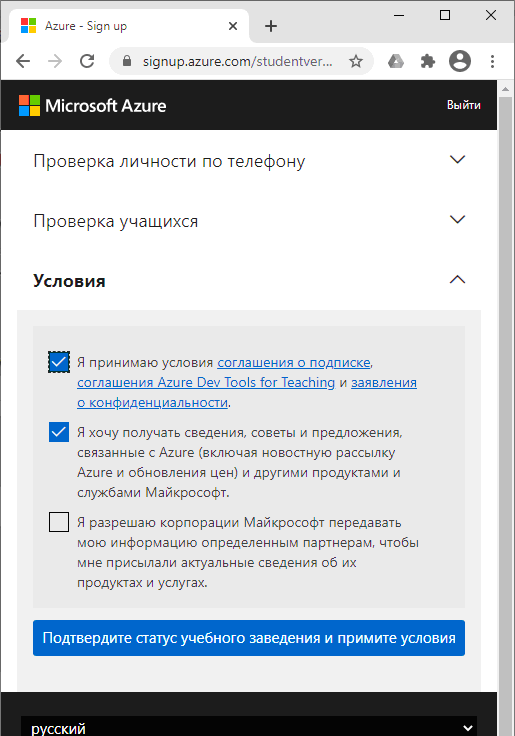 Azure - Sign up
signup.azure.com/studentver...
Microsoft Azure
Выйти
Проверка личности по телефону
Проверка учащихся
Условия
Я принимаю условия соглашения о подписке,
соглашения Azure Dev Tools for Teaching и заявления
о конфиденциальности.
Я хочу получать сведения, советы и предложения,
связанные с Azure (включая новостную рассылку
Azure и обновления цен) и другими продуктами и
службами Майкрософт.
Я разрешаю корпорации Майкрософт передавать
мою информацию определенным партнерам, чтобы
мне присылали актуальные сведения об их
продуктах и услугах.
Подтвердите статус учебного заведения и примите условия
русский